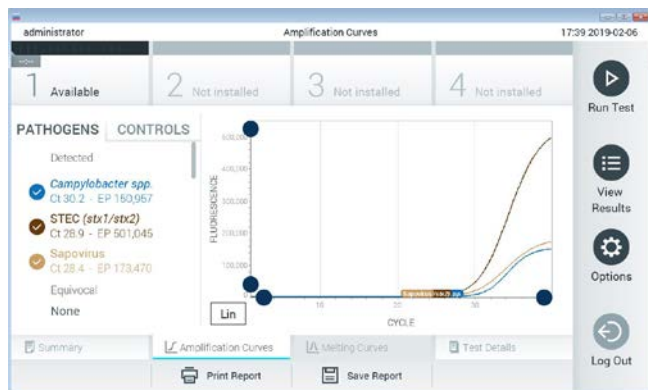 administrator
Amplification Curves
17:39 2019-02-06
1 Available
2 Not installed
3 Not installed
4 Not installed
Run Test
View
Results
Options
Log Out
PATHOGENS CONTROLS
Detected
Campylobacter spp.
Ct 30.2 - EP 150,957
STEC (stx1/stx2)
Ct 28.9 - EP 501,045
Sapovirus
Ct 28.4 - EP 173,470
Equivocal
None
FLUORESCENCE
500,000
400,000
300,000
200,000
100,000
0
10
20
30
CYCLE
Lin
Summary
Amplification Curves
Melting Curves
Test Details
Print Report
Save Report